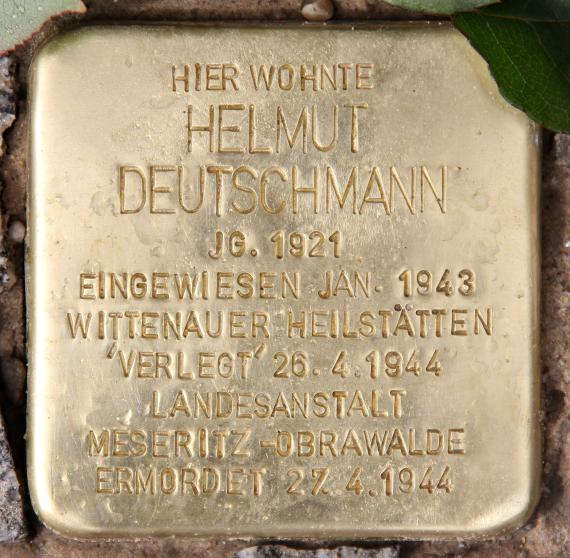 HIER WOHNTE
HELMUT
DEUTSCHMANN
JG. 1921
EINGEWIESEN JAN. 1943
WITTENAUER HEILSTÄTTEN
'VERLEGT' 26.4.1944
LANDESANSTALT
MESERITZ-OBRAWALDE
ERMORDET 27.4.1944